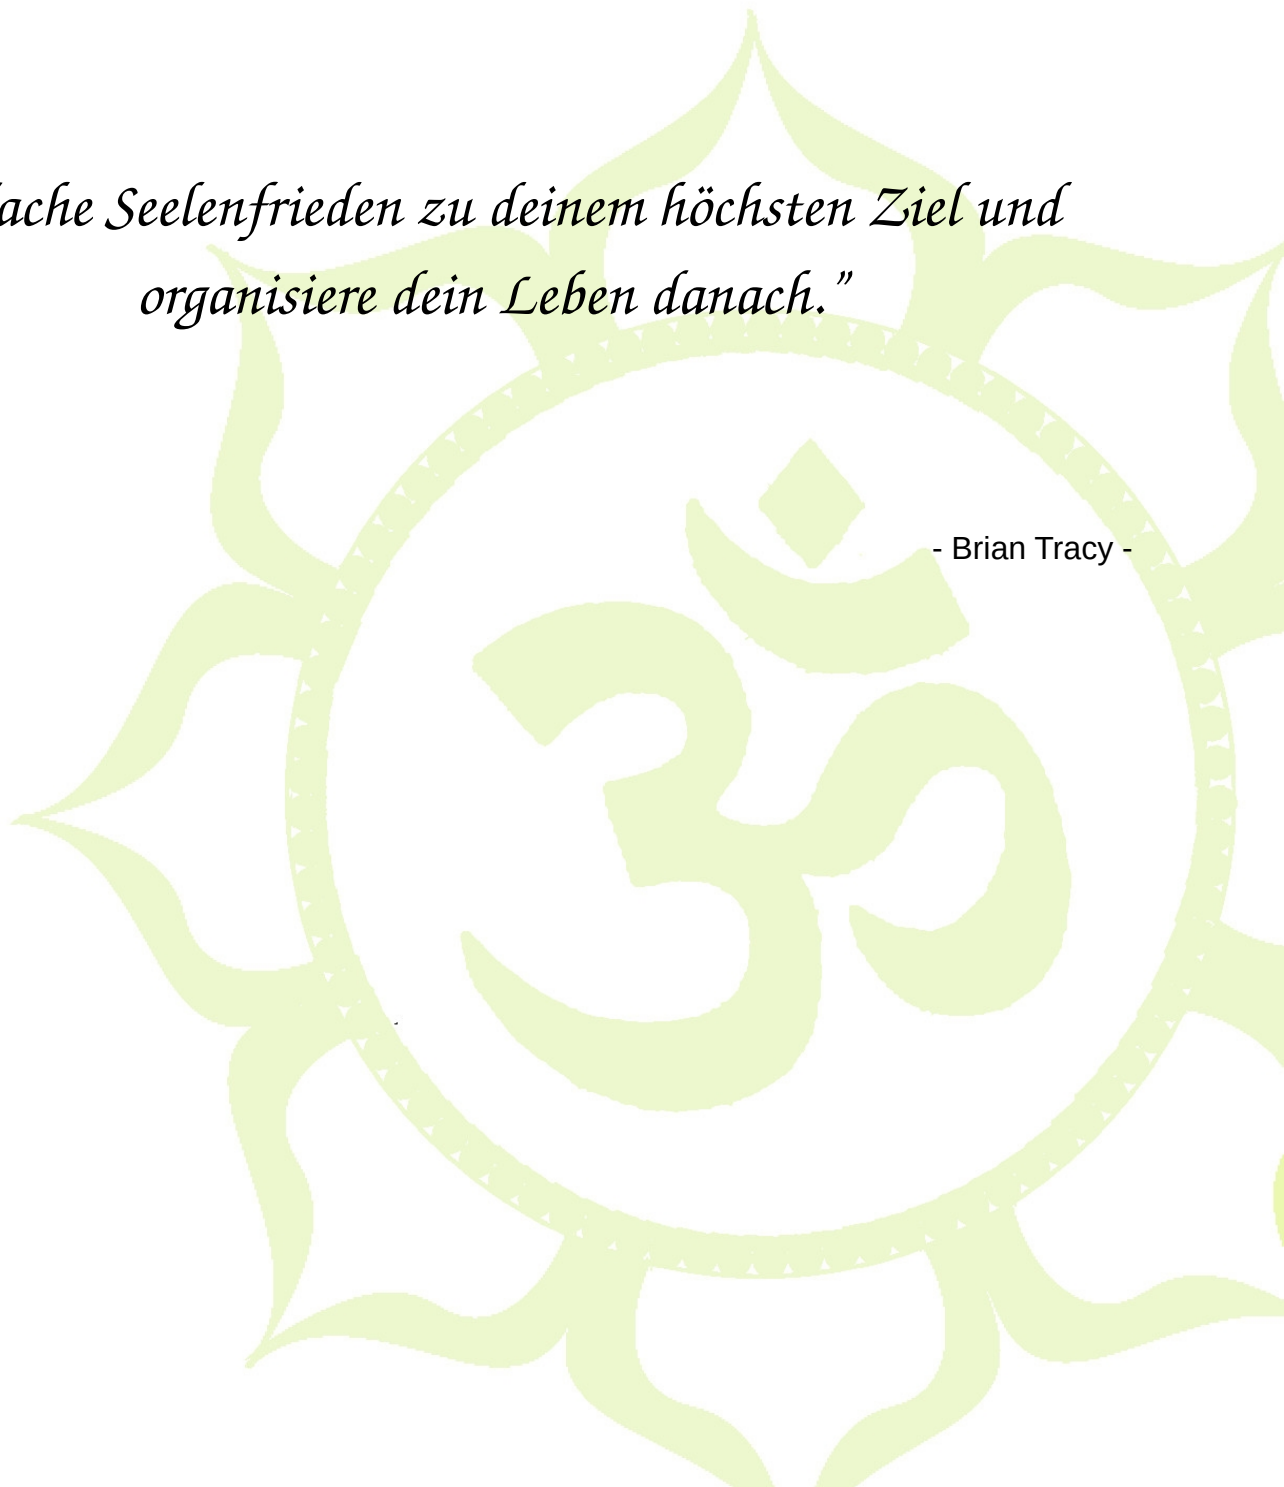 ache Seelenfrieden zu deinem höchsten Ziel und
organisiere dein Leben danach.”
- Brian Tracy -
ॐ